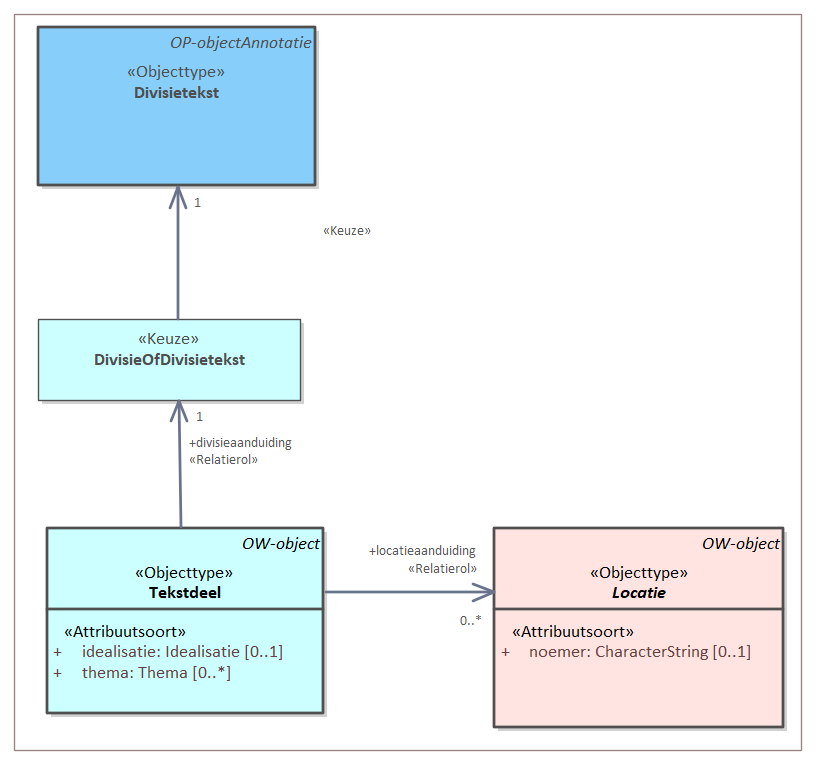 OP-objectAnnotatie
«Objecttype»
Divisietekst
1
«Keuze»
«Keuze»
DivisieOfDivisietekst
1
+divisieaanduiding
«Relatierol»
OW-object
«Objecttype»
Tekstdeel
«Attribuutsoort»
+ idealisatie: Idealisatie [0..1]
+ thema: Thema [0..*]
+locatieaanduiding
«Relatierol»
0..*
OW-object
«Objecttype»
Locatie
«Attribuutsoort»
+ noemer: CharacterString [0..1]